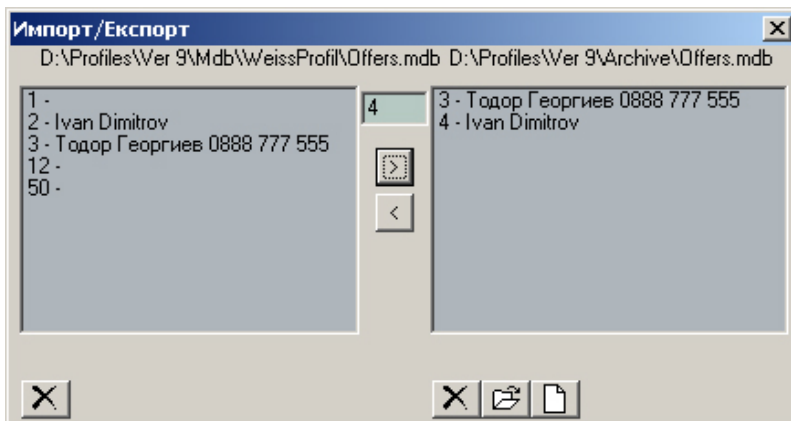 Импорт/Експорт
D:\Profiles\Ver 9\Mdb\WeissProfil\Offers.mdb D:\Profiles\Ver 9\Archive\Offers.mdb
1 -
2 - Ivan Dimitrov
3 - Тодор Георгиев 0888 777 555
12 -
50 -
4
>
<
3 - Тодор Георгиев 0888 777 555
4 - Ivan Dimitrov